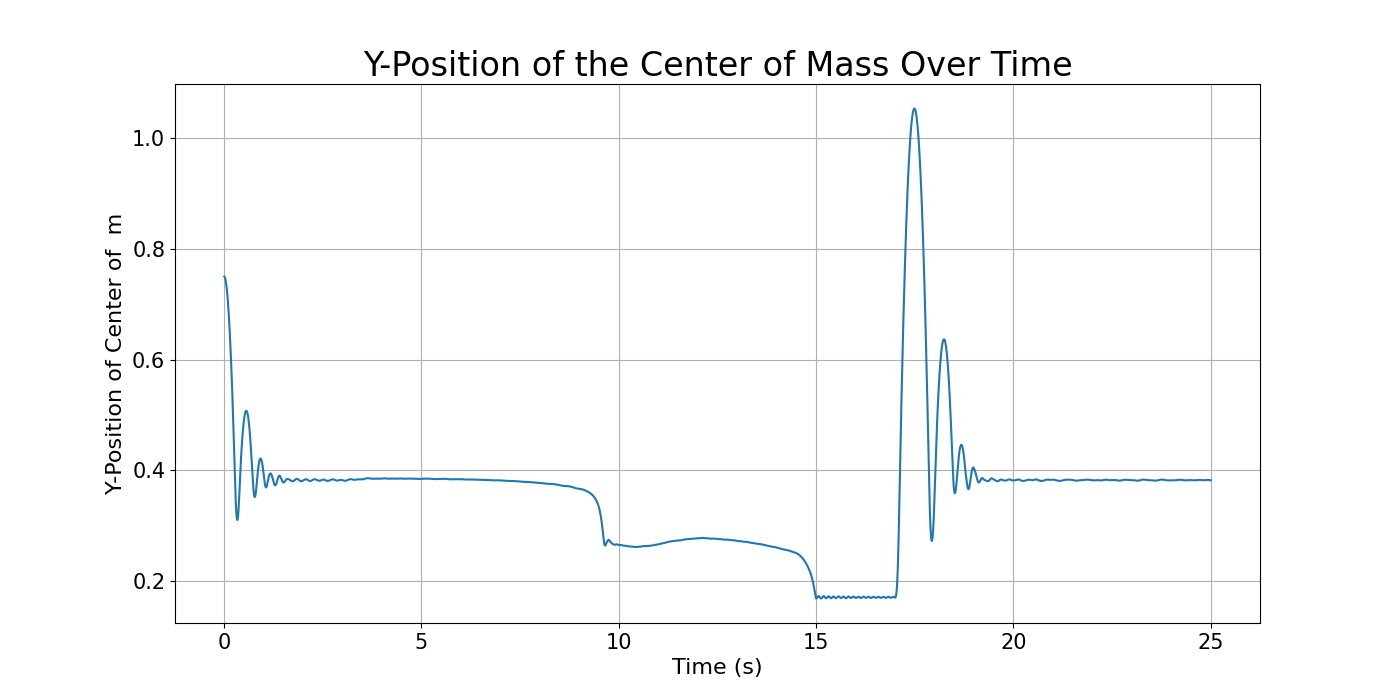 Y-Position of the Center of Mass Over Time
Y-Position of Center of  m
1.0
0.8
0.6
0.4
0.2
0 5 10 15 20 25
Time (s)